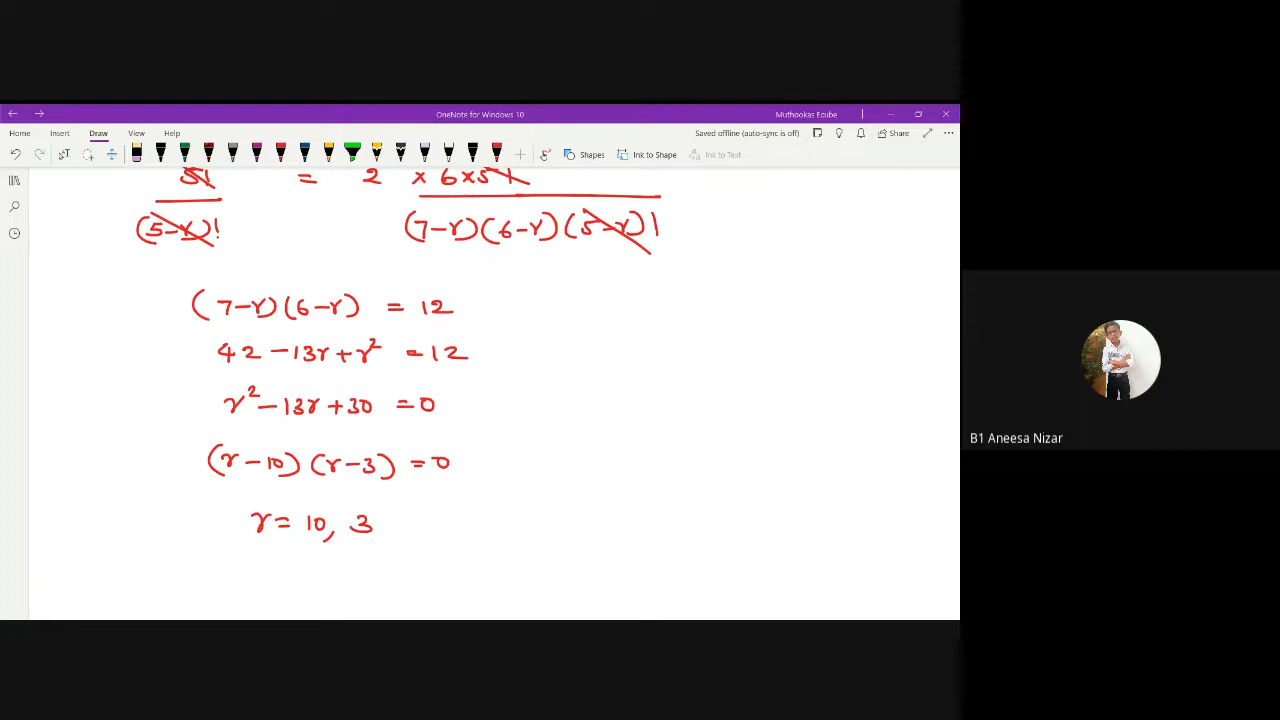 OneNote for Windows 10
Muthookas Ecube
Home Insert Draw View Help
Saved offline (auto-sync is off)
Share
Shapes
Ink to Shape
Ink to Text
5! = 2 × 6×5!
(5-r)! (7-r)(6-r)(5-r)!
(7-r)(6-r) = 12
42 -13r+r² =12
r²-13r+30 =0
(r-10)(r-3) =0
r= 10, 3
B1 Aneesa Nizar